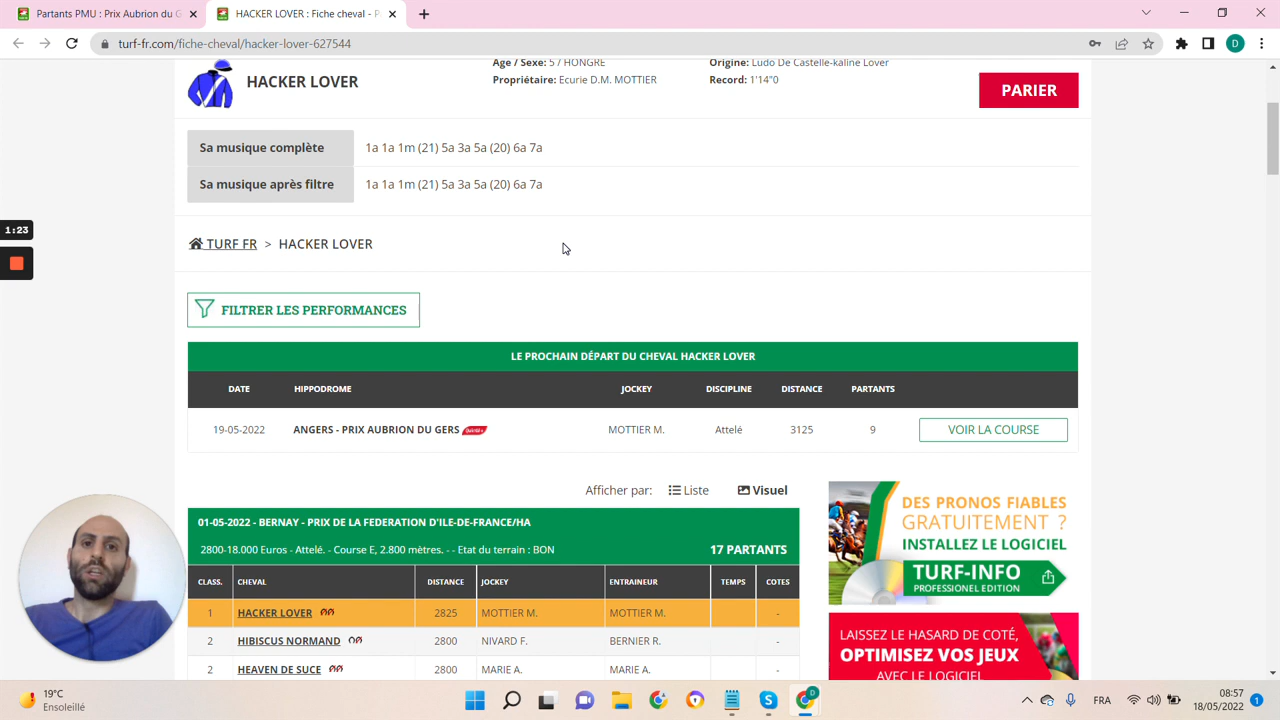 Partants PMU : Prix Aubrion du G
HACKER LOVER : Fiche cheval - P
turf-fr.com/fiche-cheval/hacker-lover-627544
D
HACKER LOVER
Age / Sexe: 5 / HONGRE
Origine: Ludo De Castelle-kaline Lover
Propriétaire: Ecurie D.M. MOTTIER
Record: 1'14"0
PARIER
Sa musique complète
1a 1a 1m (21) 5a 3a 5a (20) 6a 7a
Sa musique après filtre
1a 1a 1m (21) 5a 3a 5a (20) 6a 7a
1:23
TURF FR > HACKER LOVER
FILTRER LES PERFORMANCES
LE PROCHAIN DÉPART DU CHEVAL HACKER LOVER
DATE HIPPODROME JOCKEY DISCIPLINE DISTANCE PARTANTS
19-05-2022 ANGERS - PRIX AUBRION DU GERS MOTTIER M. Attelé 3125 9 VOIR LA COURSE
Afficher par: Liste Visuel
01-05-2022 - BERNAY - PRIX DE LA FEDERATION D'ILE-DE-FRANCE/HA
2800-18.000 Euros - Attelé. - Course E, 2.800 mètres. - - Etat du terrain : BON
17 PARTANTS
CLASS. CHEVAL DISTANCE JOCKEY ENTRAINEUR TEMPS COTES
1 HACKER LOVER 2825 MOTTIER M. MOTTIER M. -
2 HIBISCUS NORMAND 2800 NIVARD F. BERNIER R. -
2 HEAVEN DE SUCE 2800 MARIE A. MARIE A. -
DES PRONOS FIABLES
GRATUITEMENT ?
INSTALLEZ LE LOGICIEL
TURF-INFO
PROFESSIONEL EDITION
LAISSEZ LE HASARD DE COTÉ,
OPTIMISEZ VOS JEUX
AVEC LE LOGICIEL
19°C
Ensoleillé
D
FRA
08:57
18/05/2022
1